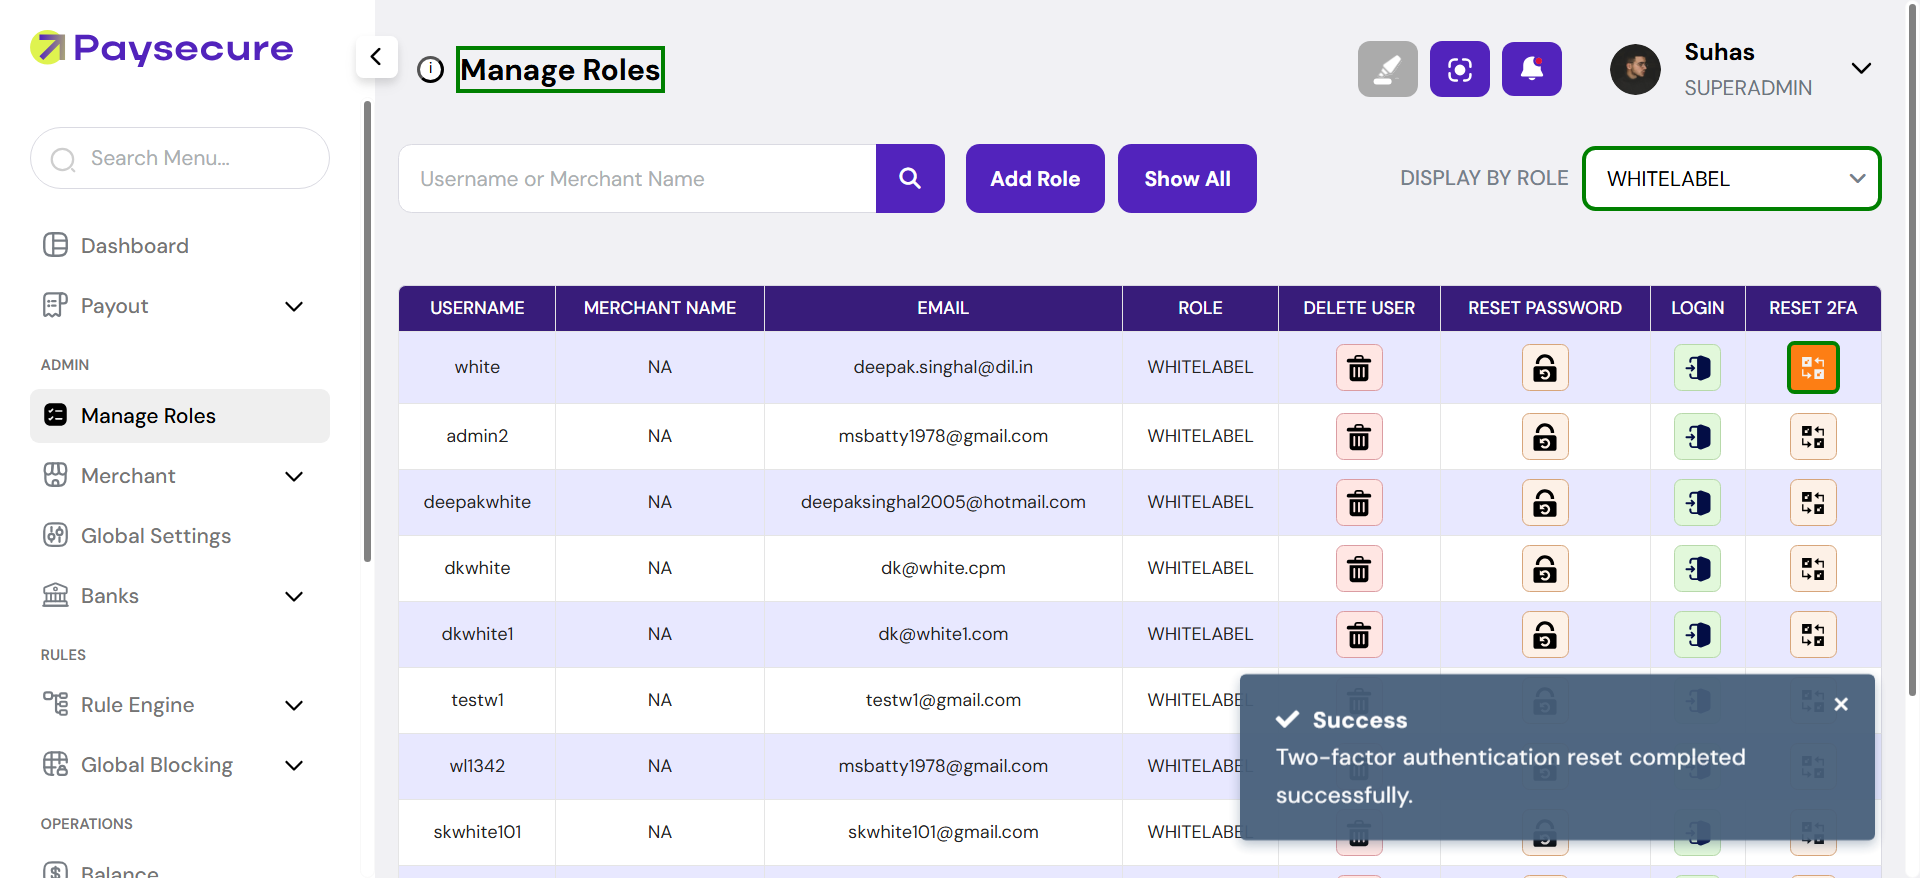 Paysecure
Manage Roles
Suhas
SUPERADMIN
Search Menu...
Username or Merchant Name
Add Role
Show All
DISPLAY BY ROLE
WHITELABEL
Dashboard
Payout
ADMIN
Manage Roles
Merchant
Global Settings
Banks
RULES
Rule Engine
Global Blocking
OPERATIONS
Balance
USERNAME MERCHANT NAME EMAIL ROLE DELETE USER RESET PASSWORD LOGIN RESET 2FA
white NA deepak.singhal@dil.in WHITELABEL
admin2 NA msbatty1978@gmail.com WHITELABEL
deepakwhite NA deepaksinghal2005@hotmail.com WHITELABEL
dkwhite NA dk@white.cpm WHITELABEL
dkwhite1 NA dk@white1.com WHITELABEL
testw1 NA testw1@gmail.com WHITELABEL
wl1342 NA msbatty1978@gmail.com WHITELABEL
skwhite101 NA skwhite101@gmail.com WHITELABEL
Success
Two-factor authentication reset completed
successfully.